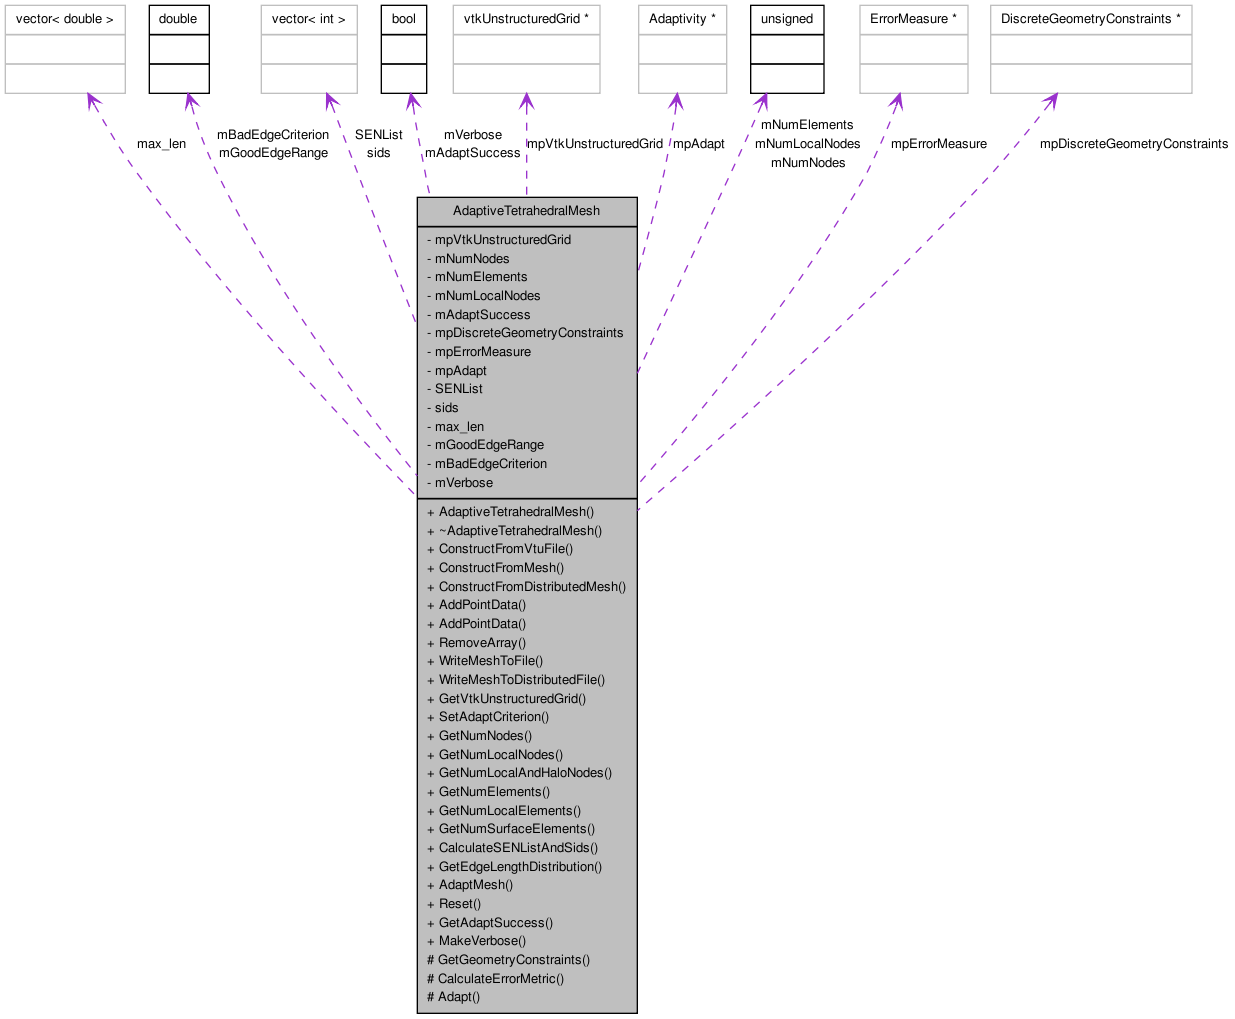 vector< double >
double
vector< int >
bool
vtkUnstructuredGrid *
Adaptivity *
unsigned
ErrorMeasure *
DiscreteGeometryConstraints *
max_len
mBadEdgeCriterion
mGoodEdgeRange
SENList
sids
mVerbose
mAdaptSuccess
mpVtkUnstructuredGrid
mpAdapt
mNumElements
mNumLocalNodes
mNumNodes
mpErrorMeasure
mpDiscreteGeometryConstraints
AdaptiveTetrahedralMesh
- mpVtkUnstructuredGrid
- mNumNodes
- mNumElements
- mNumLocalNodes
- mAdaptSuccess
- mpDiscreteGeometryConstraints
- mpErrorMeasure
- mpAdapt
- SENList
- sids
- max_len
- mGoodEdgeRange
- mBadEdgeCriterion
- mVerbose
+ AdaptiveTetrahedralMesh()
+ ~AdaptiveTetrahedralMesh()
+ ConstructFromVtuFile()
+ ConstructFromMesh()
+ ConstructFromDistributedMesh()
+ AddPointData()
+ AddPointData()
+ RemoveArray()
+ WriteMeshToFile()
+ WriteMeshToDistributedFile()
+ GetVtkUnstructuredGrid()
+ SetAdaptCriterion()
+ GetNumNodes()
+ GetNumLocalNodes()
+ GetNumLocalAndHaloNodes()
+ GetNumElements()
+ GetNumLocalElements()
+ GetNumSurfaceElements()
+ CalculateSENListAndSids()
+ GetEdgeLengthDistribution()
+ AdaptMesh()
+ Reset()
+ GetAdaptSuccess()
+ MakeVerbose()
# GetGeometryConstraints()
# CalculateErrorMetric()
# Adapt()